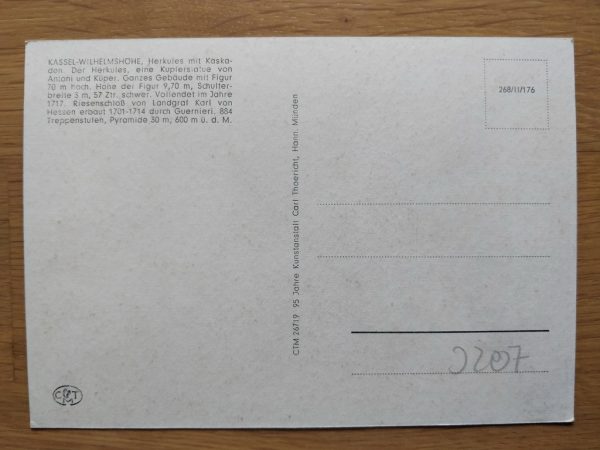 KASSEL-WILHELMSHÖHE, Herkules mit Kaska-
den. Der Herkules, eine Kupferstatue von
Antoni und Küper. Ganzes Gebäude mit Figur
70 m hoch. Höhe der Figur 9,70 m, Schulter-
breite 3 m, 57 Ztr. schwer. Vollendet im Jahre
1717. Riesenschloß von Landgraf Karl von
Hessen erbaut 1701-1714 durch Guernieri. 884
Treppenstufen, Pyramide 30 m, 600 m ü. d. M.
268/II/176
CTM 26719 95 Jahre Kunstanstalt Carl Thoericht, Hann. Münden
C T M